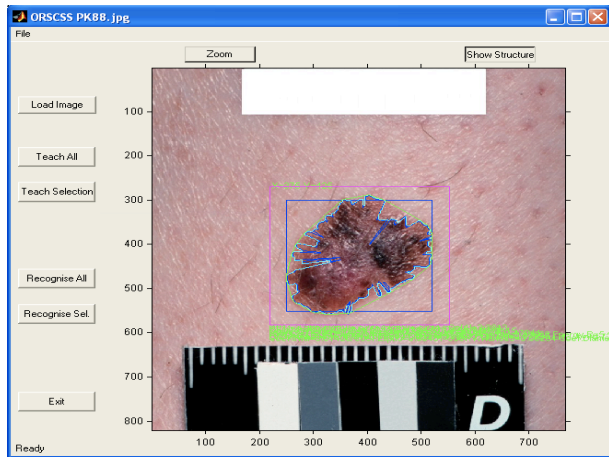 ORSCSS PK88.jpg
File
Zoom
Show Structure
Load Image
Teach All
Teach Selection
Recognise All
Recognise Sel.
Exit
Ready
100
200
300
400
500
600
700
800
100 200 300 400 500 600 700
D